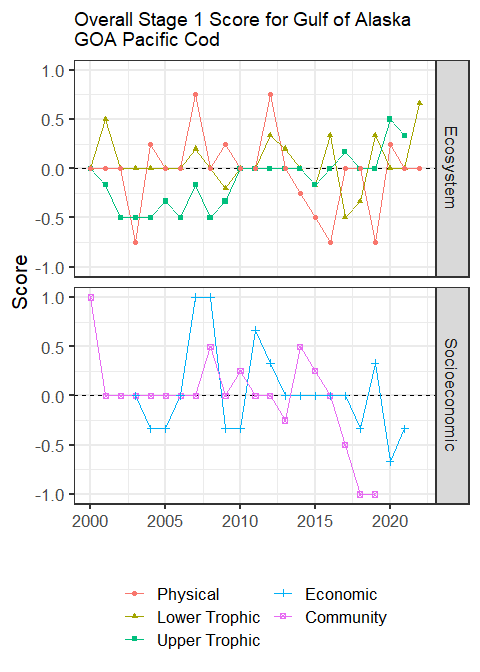 Overall Stage 1 Score for Gulf of Alaska
GOA Pacific Cod
1.0
0.5
0.0
-0.5
-1.0
Ecosystem
Score
1.0
0.5
0.0
-0.5
-1.0
Socioeconomic
2000 2005 2010 2015 2020
Physical
Lower Trophic
Upper Trophic
Economic
Community